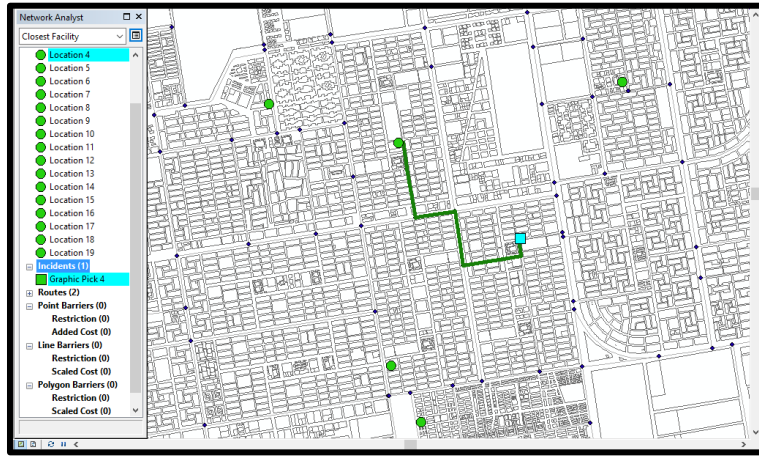 Network Analyst
Closest Facility
Location 4
Location 5
Location 6
Location 7
Location 8
Location 9
Location 10
Location 11
Location 12
Location 13
Location 14
Location 15
Location 16
Location 17
Location 18
Location 19
Incidents (1)
Graphic Pick 4
Routes (2)
Point Barriers (0)
Restriction (0)
Added Cost (0)
Line Barriers (0)
Restriction (0)
Scaled Cost (0)
Polygon Barriers (0)
Restriction (0)
Scaled Cost (0)